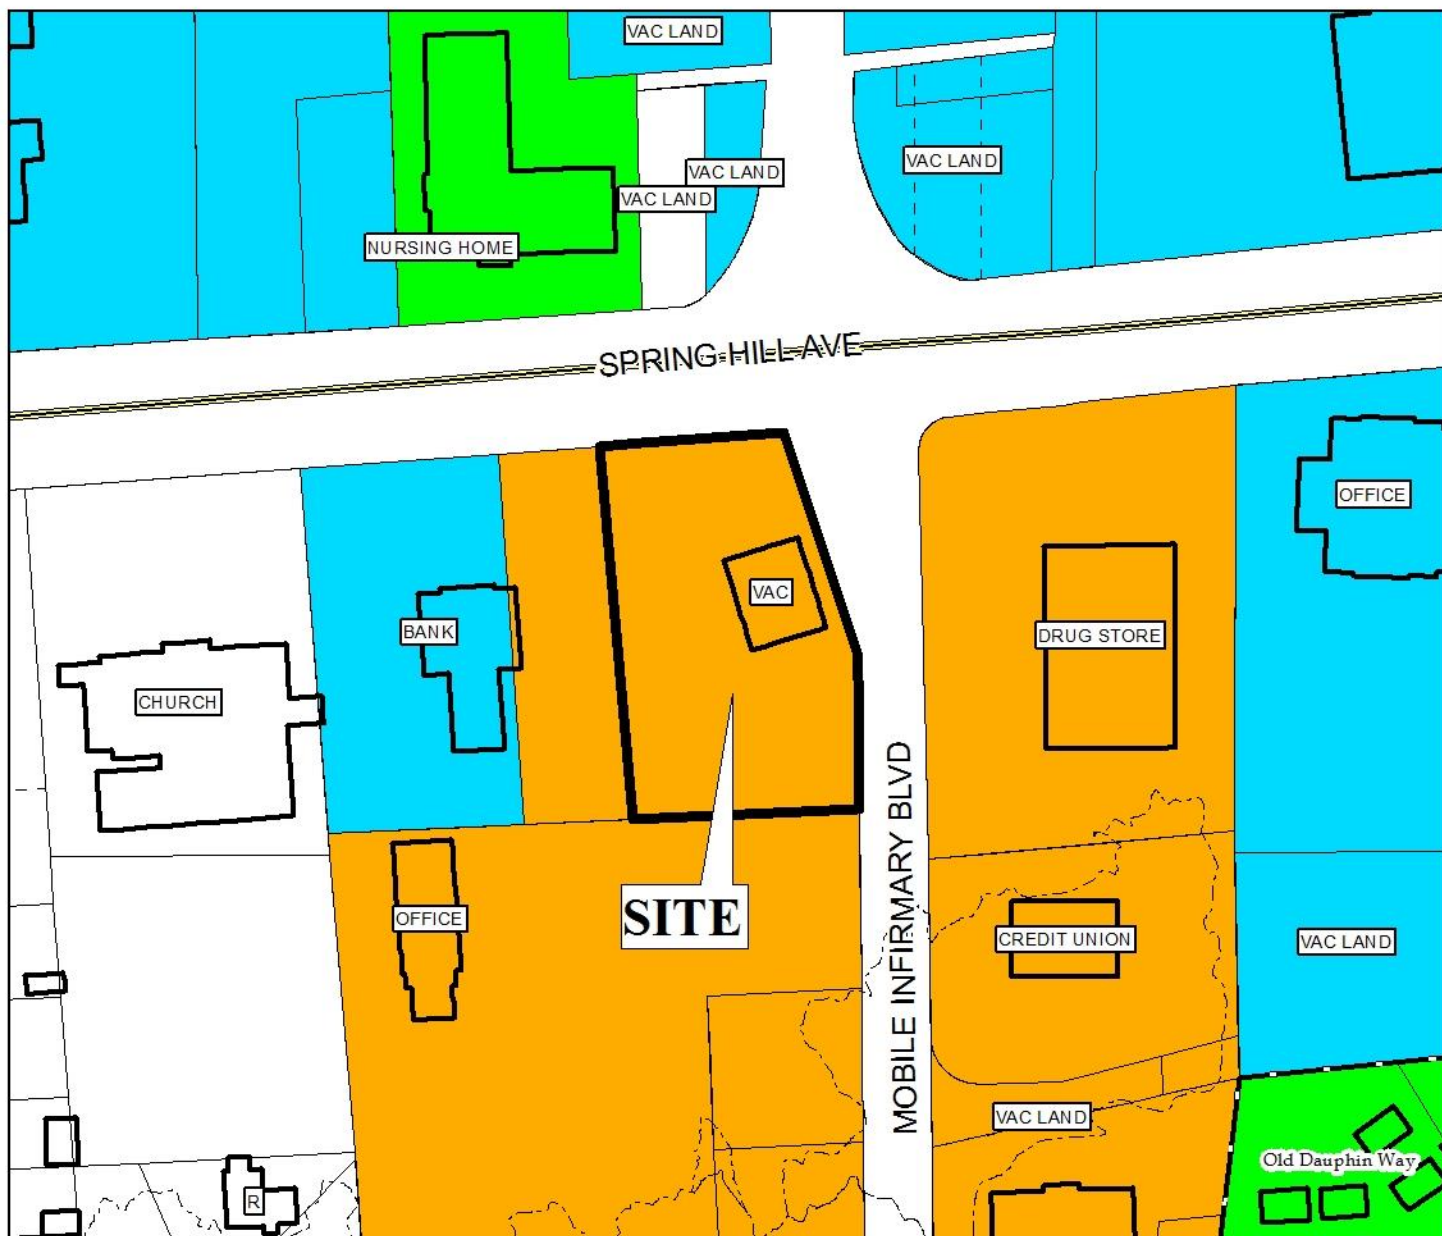 VAC LAND
VAC LAND
VAC LAND
VAC LAND
NURSING HOME
SPRING HILL AVE
OFFICE
VAC
BANK
DRUG STORE
CHURCH
MOBILE INFIRMARY BLVD
SITE
OFFICE
CREDIT UNION
VAC LAND
VAC LAND
Old Dauphin Way
R